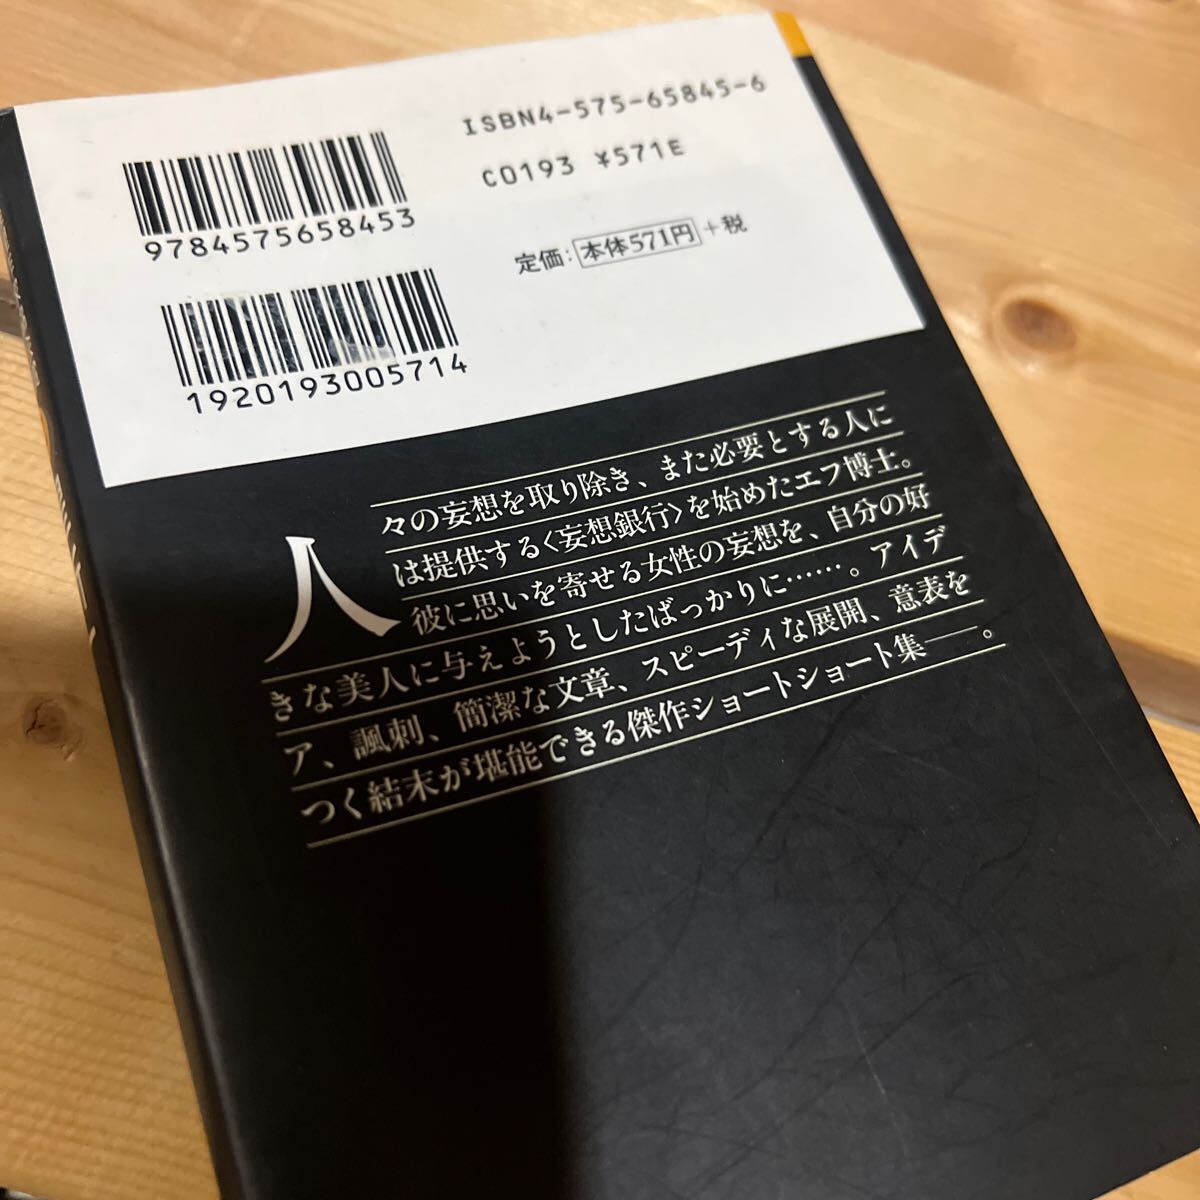 ISBN4-575-65845-6
C0193 ¥571E
定価:本体571円+税
9784575658453
1920193005714
人々の妄想を取り除き、また必要とする人に
は提供する〈妄想銀行〉を始めたエフ博士。
彼に思いを寄せる女性の妄想を、自分の好
きな美人に与えようとしたばっかりに……。アイデ
ア、諷刺、簡潔な文章、スピーディな展開、意表を
つく結末が堪能できる傑作ショートショート集――。